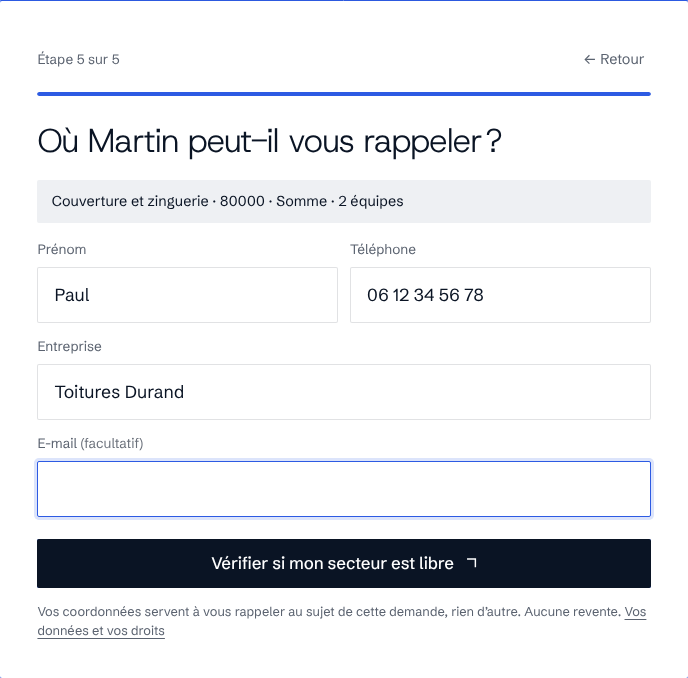 Étape 5 sur 5
← Retour
Où Martin peut-il vous rappeler ?
Couverture et zinguerie · 80000 · Somme · 2 équipes
Prénom
Téléphone
Paul
06 12 34 56 78
Entreprise
Toitures Durand
E-mail (facultatif)
Vérifier si mon secteur est libre
Vos coordonnées servent à vous rappeler au sujet de cette demande, rien d’autre. Aucune revente. Vos
données et vos droits